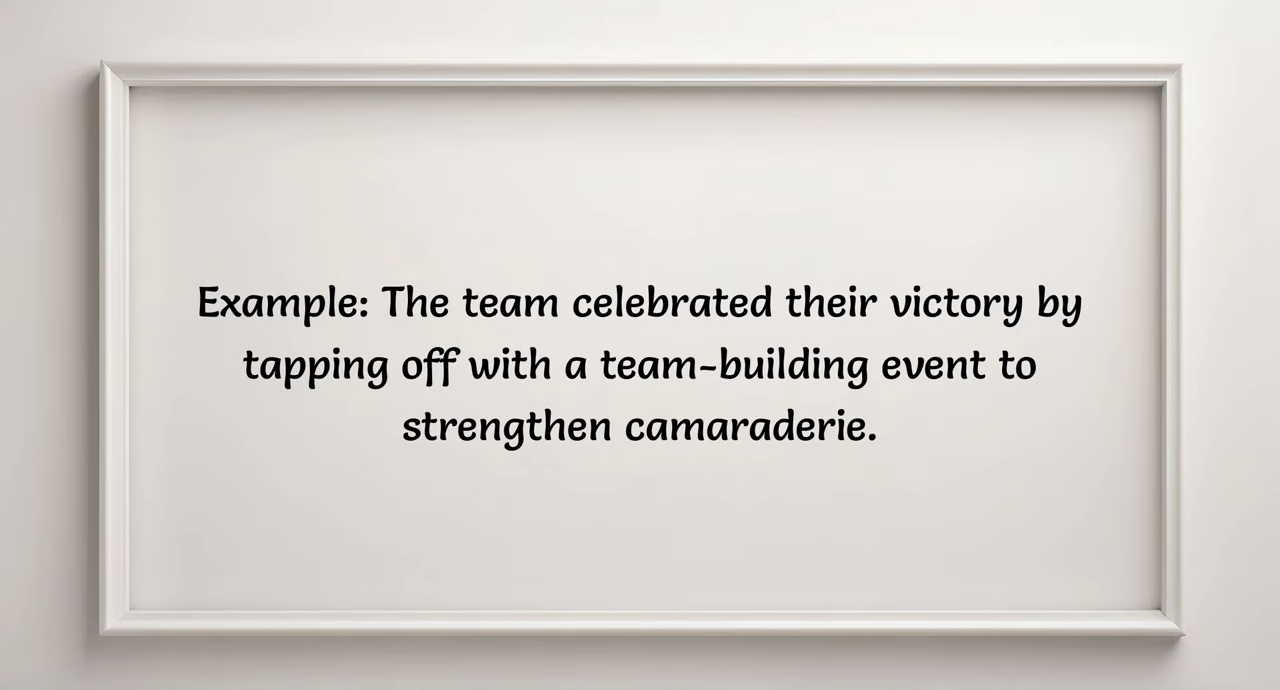 Example: The team celebrated their victory by
tapping off with a team-building event to
strengthen camaraderie.